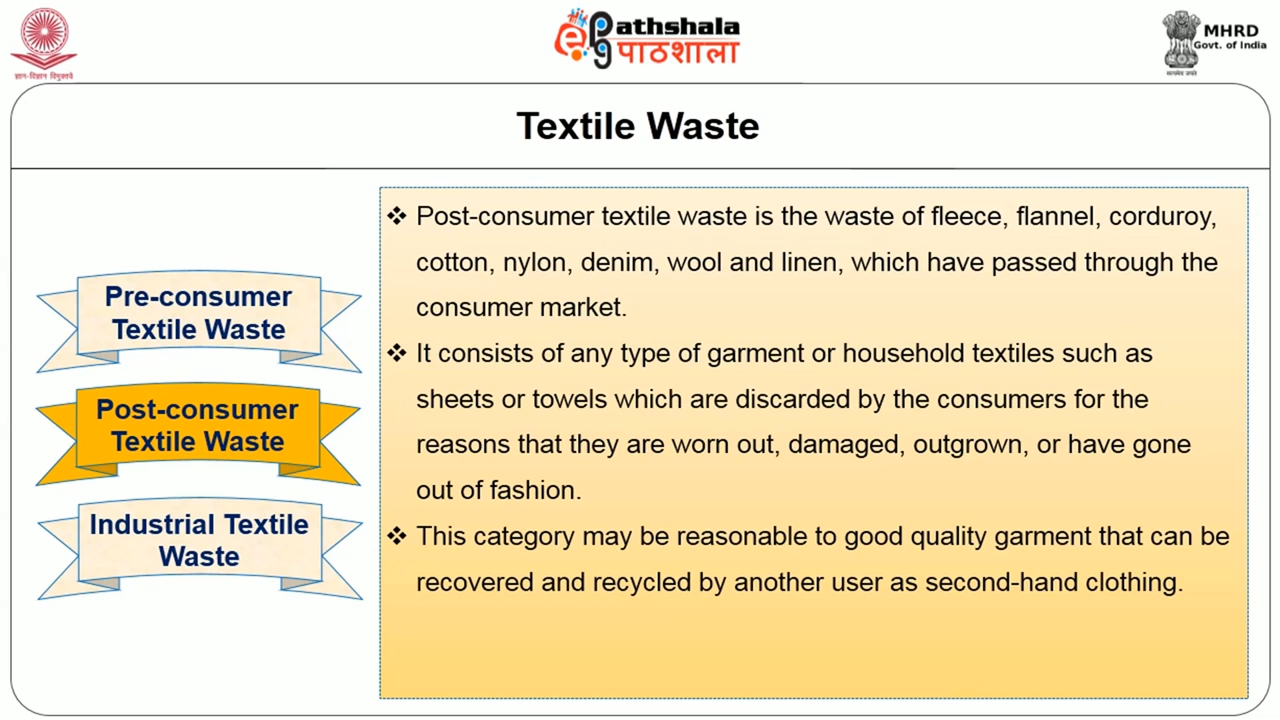 ज्ञान-विज्ञान विमुक्तये
ePG Pathshala
पाठशाला
MHRD
Govt. of India
सत्यमेव जयते
Textile Waste
Pre-consumer
Textile Waste
Post-consumer
Textile Waste
Industrial Textile
Waste
❖ Post-consumer textile waste is the waste of fleece, flannel, corduroy,
cotton, nylon, denim, wool and linen, which have passed through the
consumer market.
❖ It consists of any type of garment or household textiles such as
sheets or towels which are discarded by the consumers for the
reasons that they are worn out, damaged, outgrown, or have gone
out of fashion.
❖ This category may be reasonable to good quality garment that can be
recovered and recycled by another user as second-hand clothing.